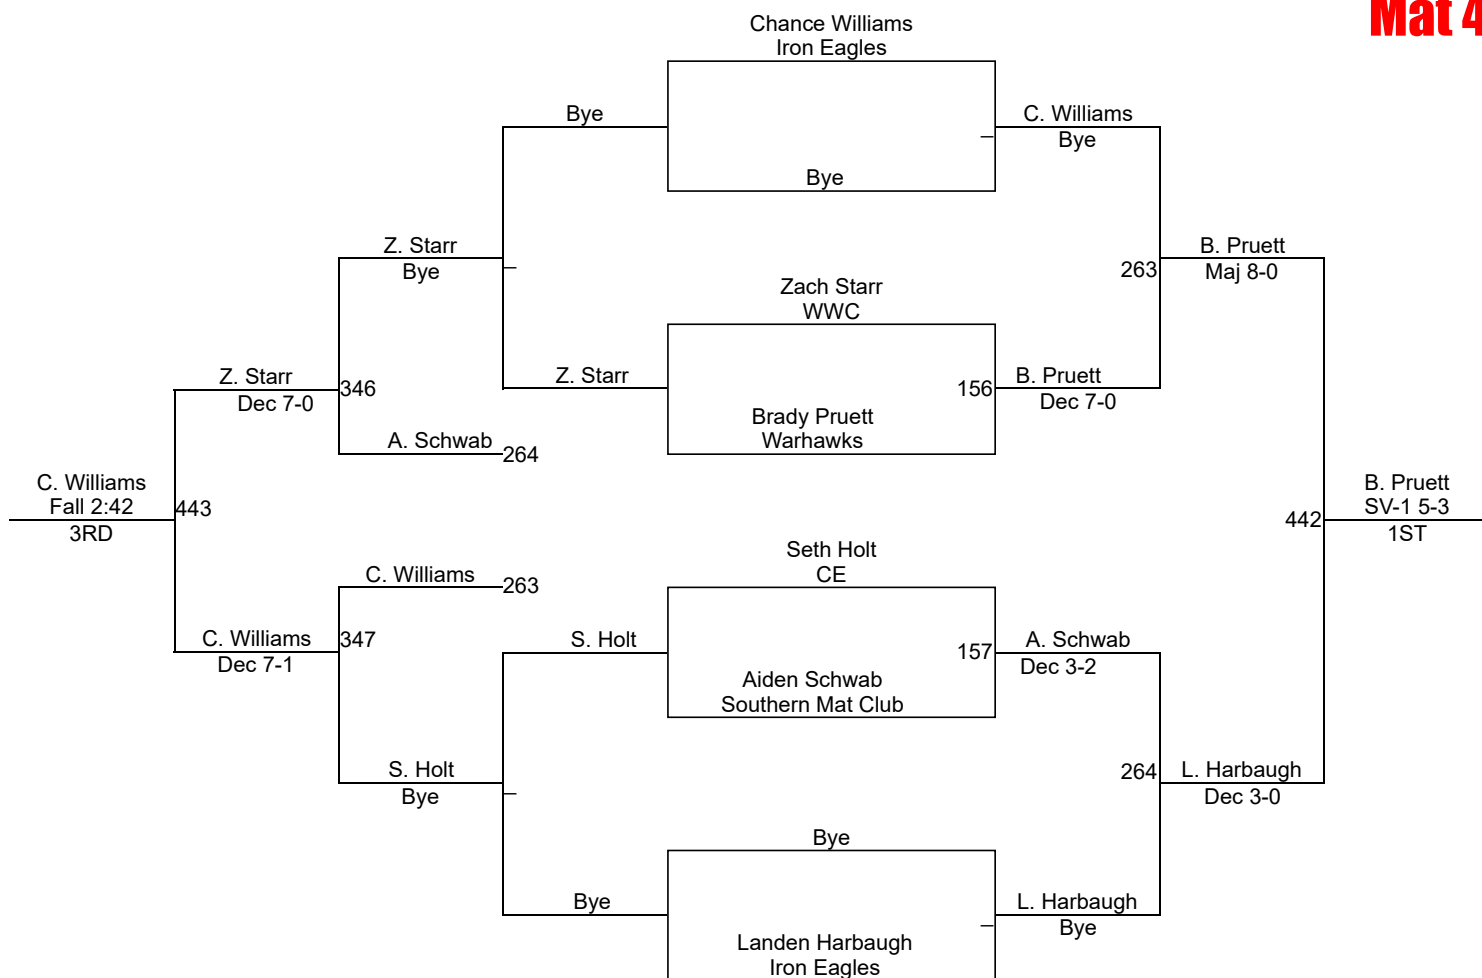 Mat 4
Chance Williams
Iron Eagles
Bye
C. Williams
Bye
Bye
Z. Starr
Bye
B. Pruett
263
Maj 8-0
Zach Starr
WWC
Z. Starr
Dec 7-0
346
Z. Starr
156
B. Pruett
Dec 7-0
Brady Pruett
Warhawks
A. Schwab
264
C. Williams
Fall 2:42
3RD
443
B. Pruett
SV-1 5-3
1ST
442
Seth Holt
CE
C. Williams
263
C. Williams
Dec 7-1
347
S. Holt
157
A. Schwab
Dec 3-2
Aiden Schwab
Southern Mat Club
S. Holt
Bye
264
L. Harbaugh
Dec 3-0
Bye
Bye
L. Harbaugh
Bye
Landen Harbaugh
Iron Eagles